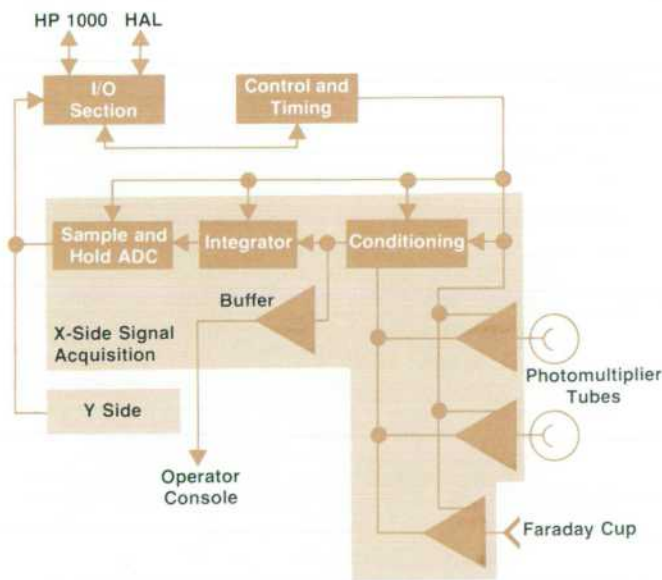 HP 1000 HAL
I/O
Section
Control and
Timing
Sample and
Hold ADC
Integrator
Conditioning
Buffer
X-Side Signal
Acquisition
Photomultiplier
Tubes
Y Side
Operator
Console
Faraday Cup